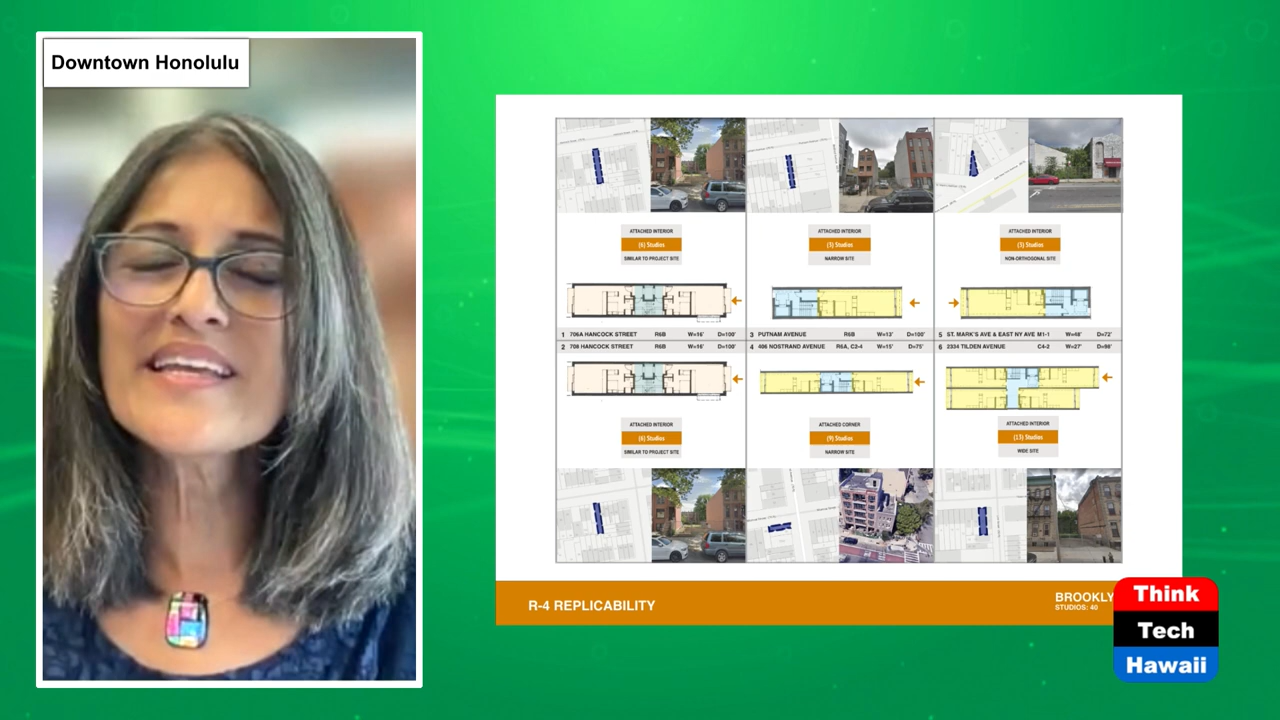 Downtown Honolulu
ATTACHED INTERIOR
(6) Studios
SIMILAR TO PROJECT SITE
ATTACHED INTERIOR
(5) Studios
NARROW SITE
ATTACHED INTERIOR
(3) Studios
NON-ORTHOGONAL SITE
1 706A HANCOCK STREET R6B W=16' D=100'
3 PUTNAM AVENUE R6B W=13' D=100'
5 ST. MARK'S AVE & EAST NY AVE M1-1 W=48' D=72'
2 708 HANCOCK STREET R6B W=16' D=100'
4 406 NOSTRAND AVENUE R6A, C2-4 W=15' D=75'
6 2334 TILDEN AVENUE C4-2 W=27' D=98'
ATTACHED INTERIOR
(6) Studios
SIMILAR TO PROJECT SITE
ATTACHED CORNER
(9) Studios
NARROW SITE
ATTACHED INTERIOR
(13) Studios
WIDE SITE
R-4 REPLICABILITY
BROOKLY
STUDIOS: 40
Think
Tech
Hawaii